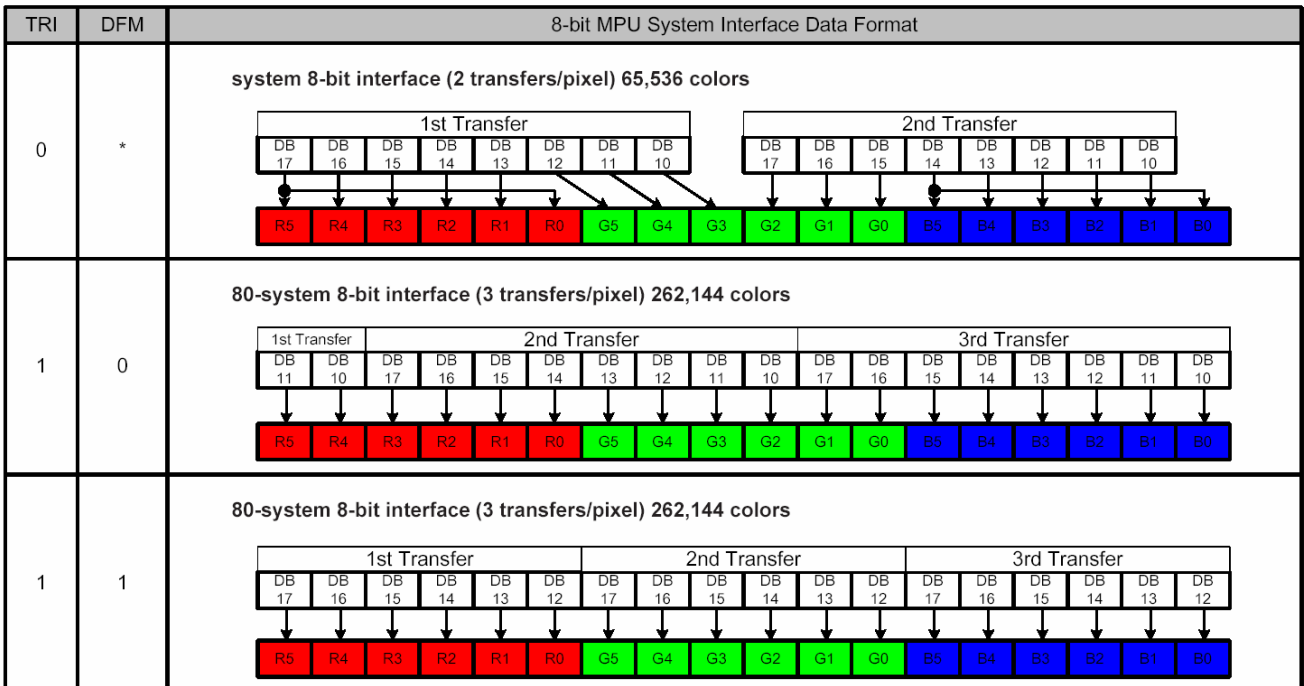 TRI DFM 8-bit MPU System Interface Data Format
system 8-bit interface (2 transfers/pixel) 65,536 colors
1st Transfer 2nd Transfer
DB DB DB DB DB DB DB DB DB DB DB DB DB DB DB DB
17 16 15 14 13 12 11 10 17 16 15 14 13 12 11 10
0 *
R5 R4 R3 R2 R1 R0 G5 G4 G3 G2 G1 G0 B5 B4 B3 B2 B1 B0
80-system 8-bit interface (3 transfers/pixel) 262,144 colors
1st Transfer 2nd Transfer 3rd Transfer
DB DB DB DB DB DB DB DB DB DB DB DB DB DB DB DB DB DB
11 10 17 16 15 14 13 12 11 10 17 16 15 14 13 12 11 10
1 0
R5 R4 R3 R2 R1 R0 G5 G4 G3 G2 G1 G0 B5 B4 B3 B2 B1 B0
80-system 8-bit interface (3 transfers/pixel) 262,144 colors
1st Transfer 2nd Transfer 3rd Transfer
DB DB DB DB DB DB DB DB DB DB DB DB DB DB DB DB DB DB
17 16 15 14 13 12 17 16 15 14 13 12 17 16 15 14 13 12
1 1
R5 R4 R3 R2 R1 R0 G5 G4 G3 G2 G1 G0 B5 B4 B3 B2 B1 B0